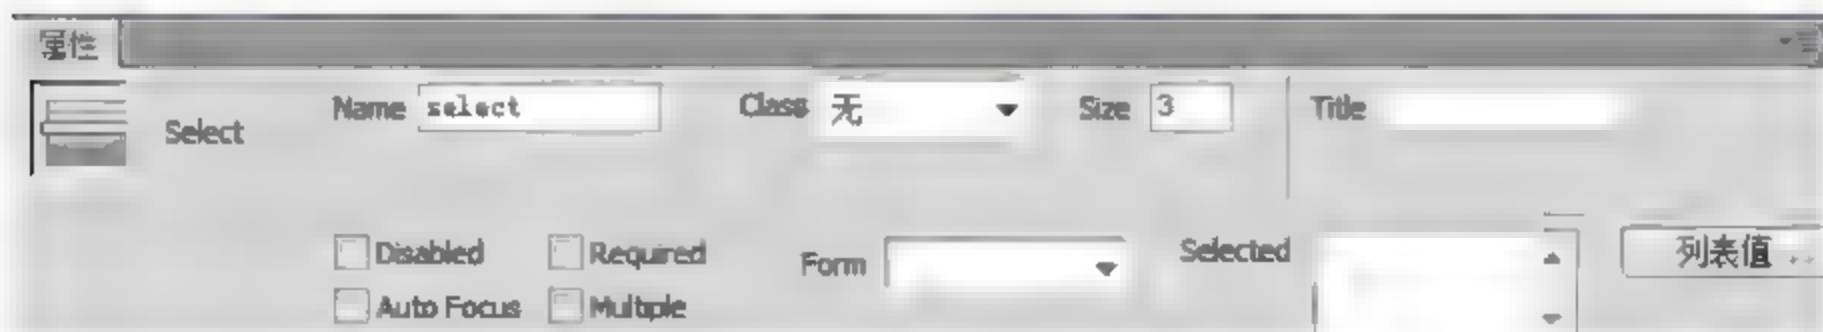 属性
Select Name select Class 无 Size 3 Title
Disabled Required Form Selected 列表值 ..
Auto Focus Multiple